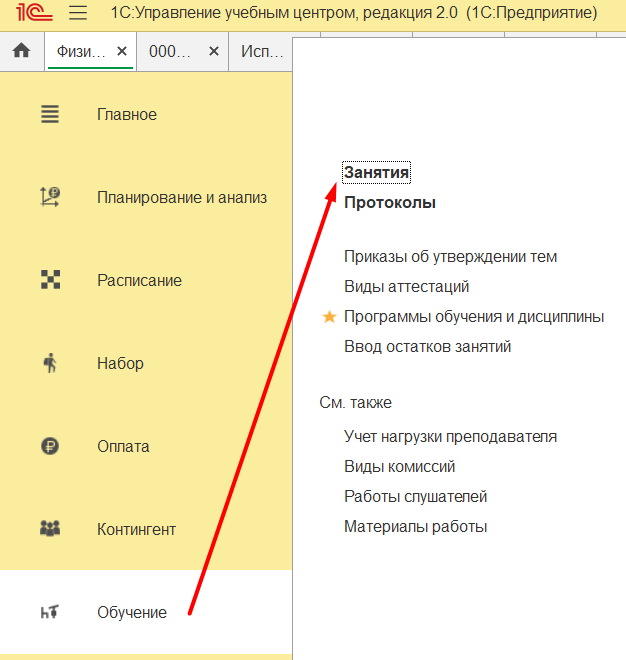 1С 1С:Управление учебным центром, редакция 2.0 (1С:Предприятие)
Физи... 000... Исп...
Главное
Планирование и анализ
Расписание
Набор
Оплата
Контингент
Обучение
Занятия
Протоколы
Приказы об утверждении тем
Виды аттестаций
Программы обучения и дисциплины
Ввод остатков занятий
См. также
Учет нагрузки преподавателя
Виды комиссий
Работы слушателей
Материалы работы